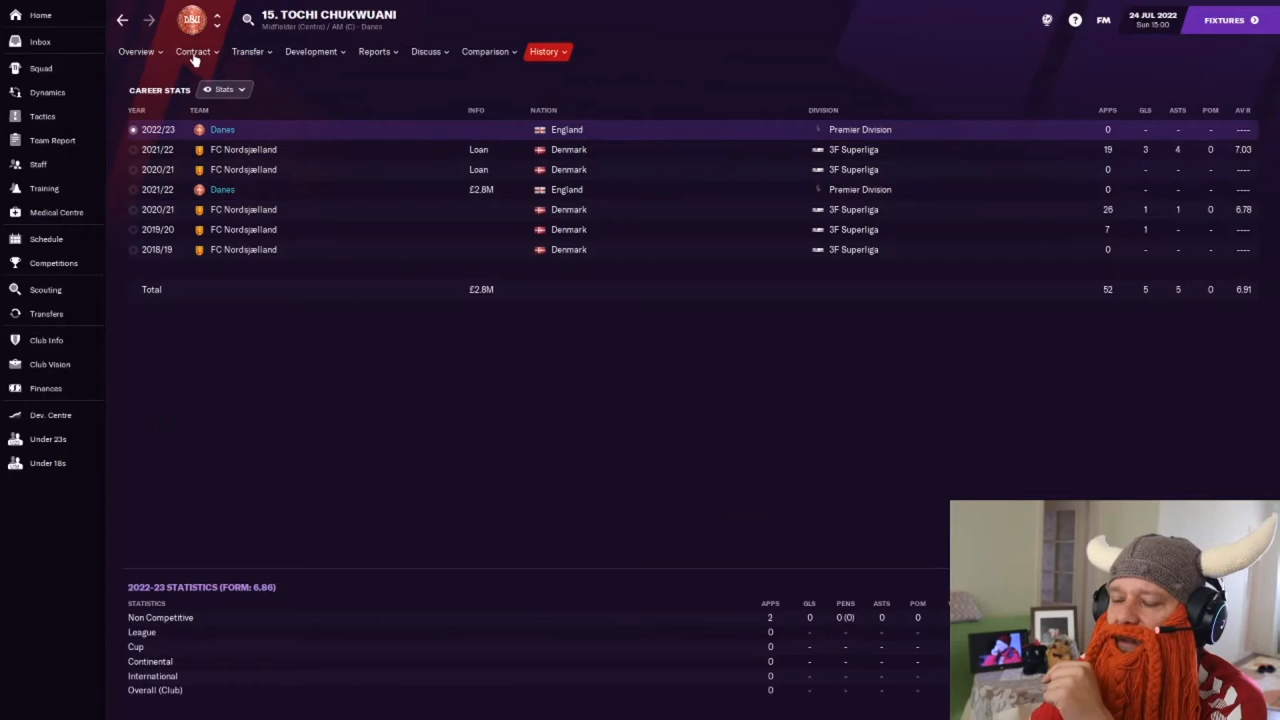 Home
15. TOCHI CHUKWUANI
Midfielder (Centre) / AM (C) - Danes
FM
24 JUL 2022
Sun 15:00
FIXTURES
Inbox
Overview Contract Transfer Development Reports Discuss Comparison History
Squad
Dynamics
Tactics
Team Report
Staff
Training
Medical Centre
Schedule
Competitions
Scouting
Transfers
Club Info
Club Vision
Finances
Dev. Centre
Under 23s
Under 18s
CAREER STATS Stats
YEAR TEAM INFO NATION DIVISION APPS GLS ASTS POM AV R
2022/23 Danes England Premier Division 0 - - - ----
2021/22 FC Nordsjælland Loan Denmark 3F Superliga 19 3 4 0 7.03
2020/21 FC Nordsjælland Loan Denmark 3F Superliga 0 - - - ----
2021/22 Danes £2.8M England Premier Division 0 - - - ----
2020/21 FC Nordsjælland Denmark 3F Superliga 26 1 1 0 6.78
2019/20 FC Nordsjælland Denmark 3F Superliga 7 1 - - ----
2018/19 FC Nordsjælland Denmark 3F Superliga 0 - - - ----
Total £2.8M 52 5 5 0 6.91
2022-23 STATISTICS (FORM: 6.86)
STATISTICS APPS GLS PENS ASTS POM
Non Competitive 2 0 0 (0) 0 0
League 0 - - - -
Cup 0 - - - -
Continental 0 - - - -
International 0 - - - -
Overall (Club) 0 - - - -